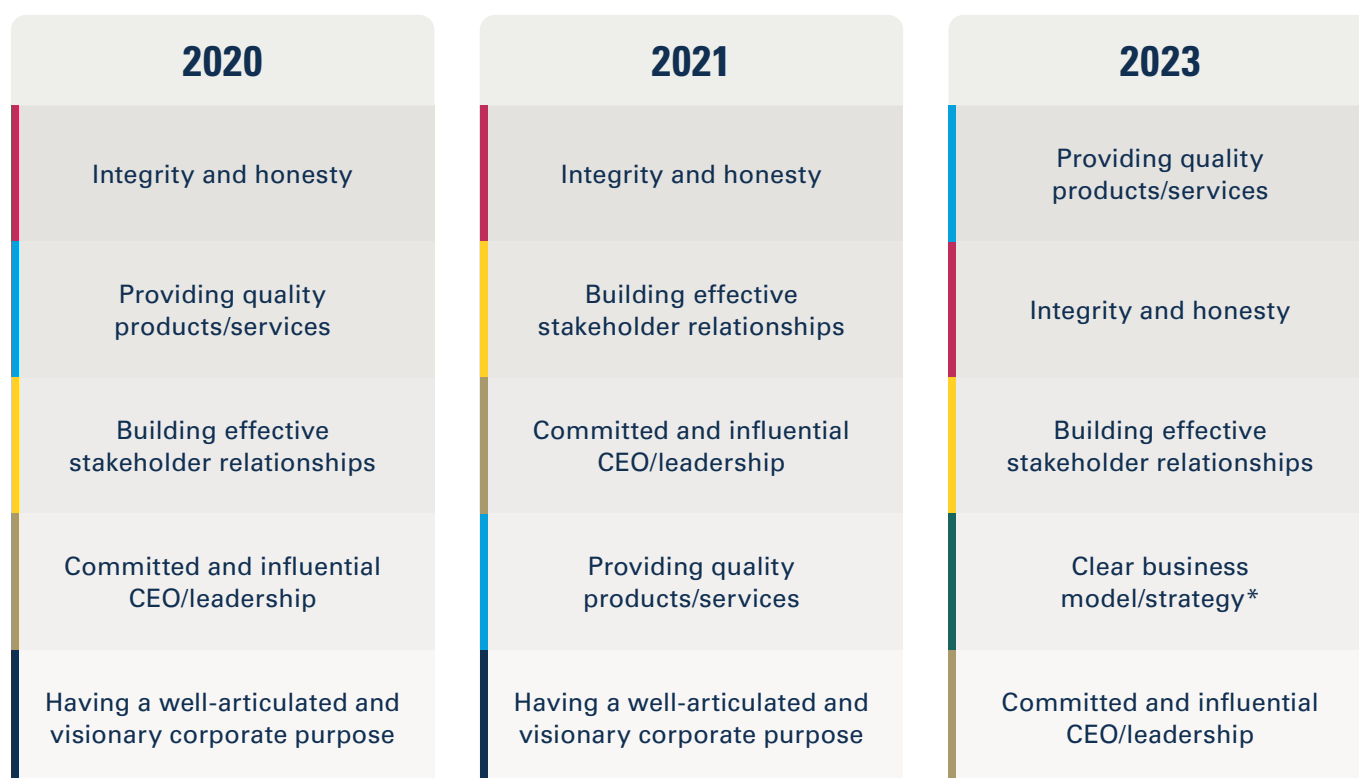 2020
Integrity and honesty
Providing quality
products/services
Building effective
stakeholder relationships
Committed and influential
CEO/leadership
Having a well-articulated and
visionary corporate purpose
2021
Integrity and honesty
Building effective
stakeholder relationships
Committed and influential
CEO/leadership
Providing quality
products/services
Having a well-articulated and
visionary corporate purpose
2023
Providing quality
products/services
Integrity and honesty
Building effective
stakeholder relationships
Clear business
model/strategy*
Committed and influential
CEO/leadership